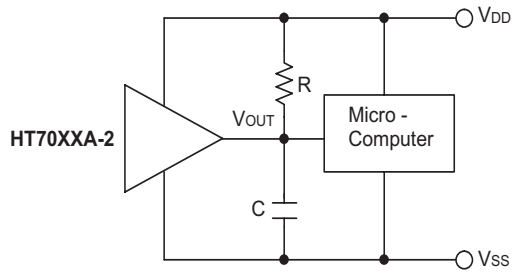 VDD
R
VOUT
Micro -
Computer
HT70XXA-2
C
VSS